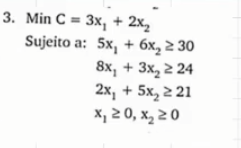 3. Min C = 3x₁ + 2x₂
Sujeito a: 5x₁ + 6x₂ ≥ 30
8x₁ + 3x₂ ≥ 24
2x₁ + 5x₂ ≥ 21
x₁ ≥ 0, x₂ ≥ 0